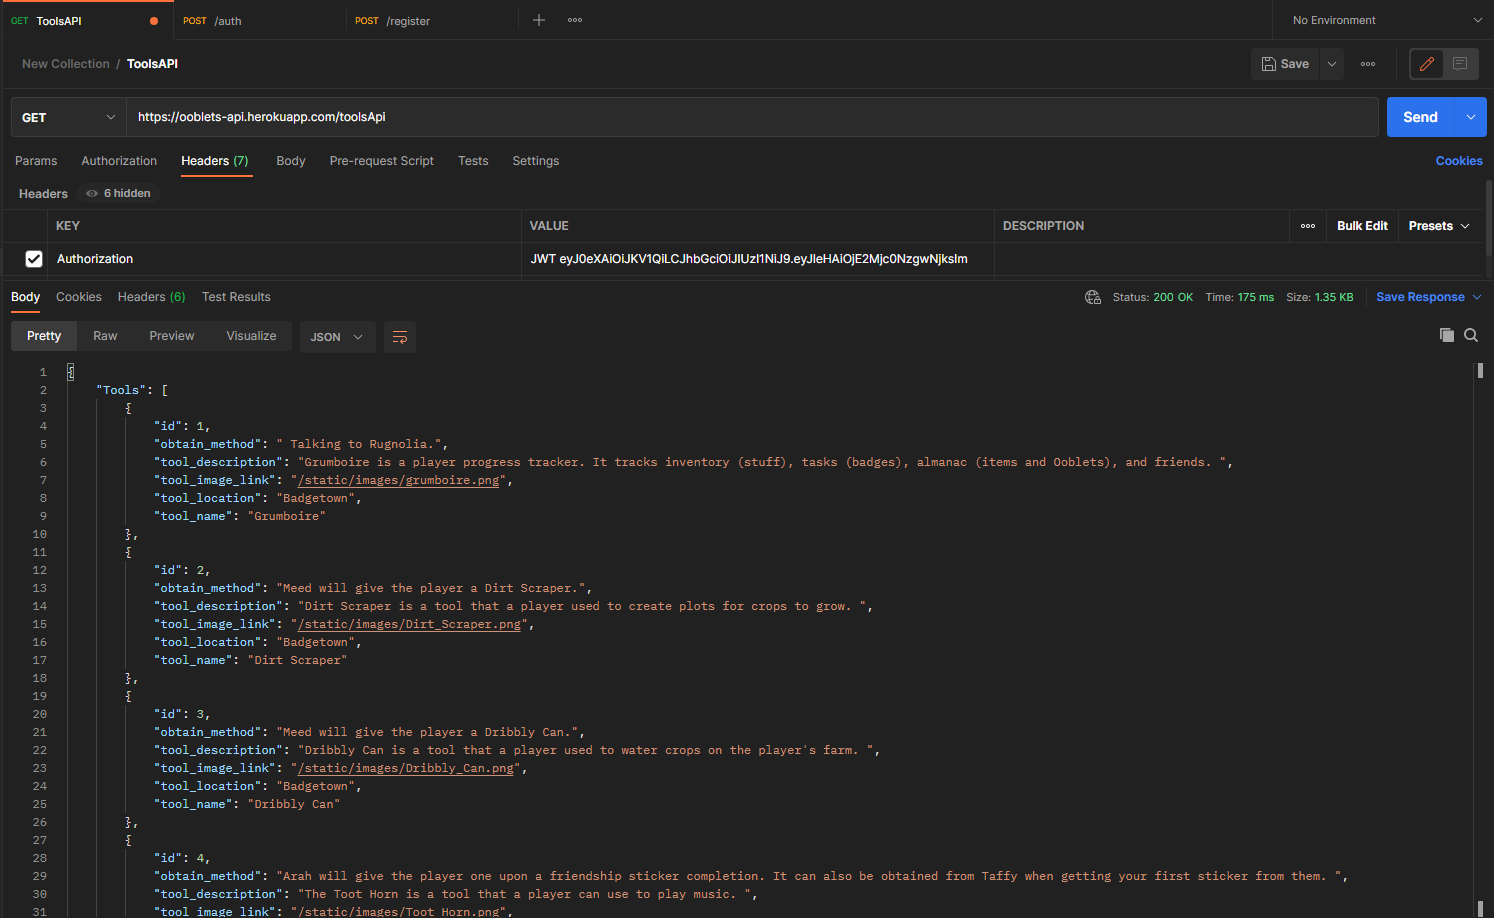 GET ToolsAPI POST /auth POST /register No Environment
New Collection / ToolsAPI Save
GET https://ooblets-api.herokuapp.com/toolsApi Send
Params Authorization Headers (7) Body Pre-request Script Tests Settings Cookies
Headers 6 hidden
KEY VALUE DESCRIPTION Bulk Edit Presets
Authorization JWT eyJ0eXAiOiJKV1QiLCJhbGciOiJIUzI1NiJ9.eyJleHAiOjE2Mjc0NzgwNjksIm
Body Cookies Headers (6) Test Results Status: 200 OK Time: 175 ms Size: 1.35 KB Save Response
Pretty Raw Preview Visualize JSON
1 {
2 "Tools": [
3 {
4 "id": 1,
5 "obtain_method": " Talking to Rugnolia.",
6 "tool_description": "Grumboire is a player progress tracker. It tracks inventory (stuff), tasks (badges), almanac (items and Ooblets), and friends. ",
7 "tool_image_link": "/static/images/grumboire.png",
8 "tool_location": "Badgetown",
9 "tool_name": "Grumboire"
10 },
11 {
12 "id": 2,
13 "obtain_method": "Meed will give the player a Dirt Scraper.",
14 "tool_description": "Dirt Scraper is a tool that a player used to create plots for crops to grow. ",
15 "tool_image_link": "/static/images/Dirt_Scraper.png",
16 "tool_location": "Badgetown",
17 "tool_name": "Dirt Scraper"
18 },
19 {
20 "id": 3,
21 "obtain_method": "Meed will give the player a Dribbly Can.",
22 "tool_description": "Dribbly Can is a tool that a player used to water crops on the player's farm. ",
23 "tool_image_link": "/static/images/Dribbly_Can.png",
24 "tool_location": "Badgetown",
25 "tool_name": "Dribbly Can"
26 },
27 {
28 "id": 4,
29 "obtain_method": "Arah will give the player one upon a friendship sticker completion. It can also be obtained from Taffy when getting your first sticker from them. ",
30 "tool_description": "The Toot Horn is a tool that a player can use to play music. ",
31 "tool_image_link": "/static/images/Toot_Horn.png",